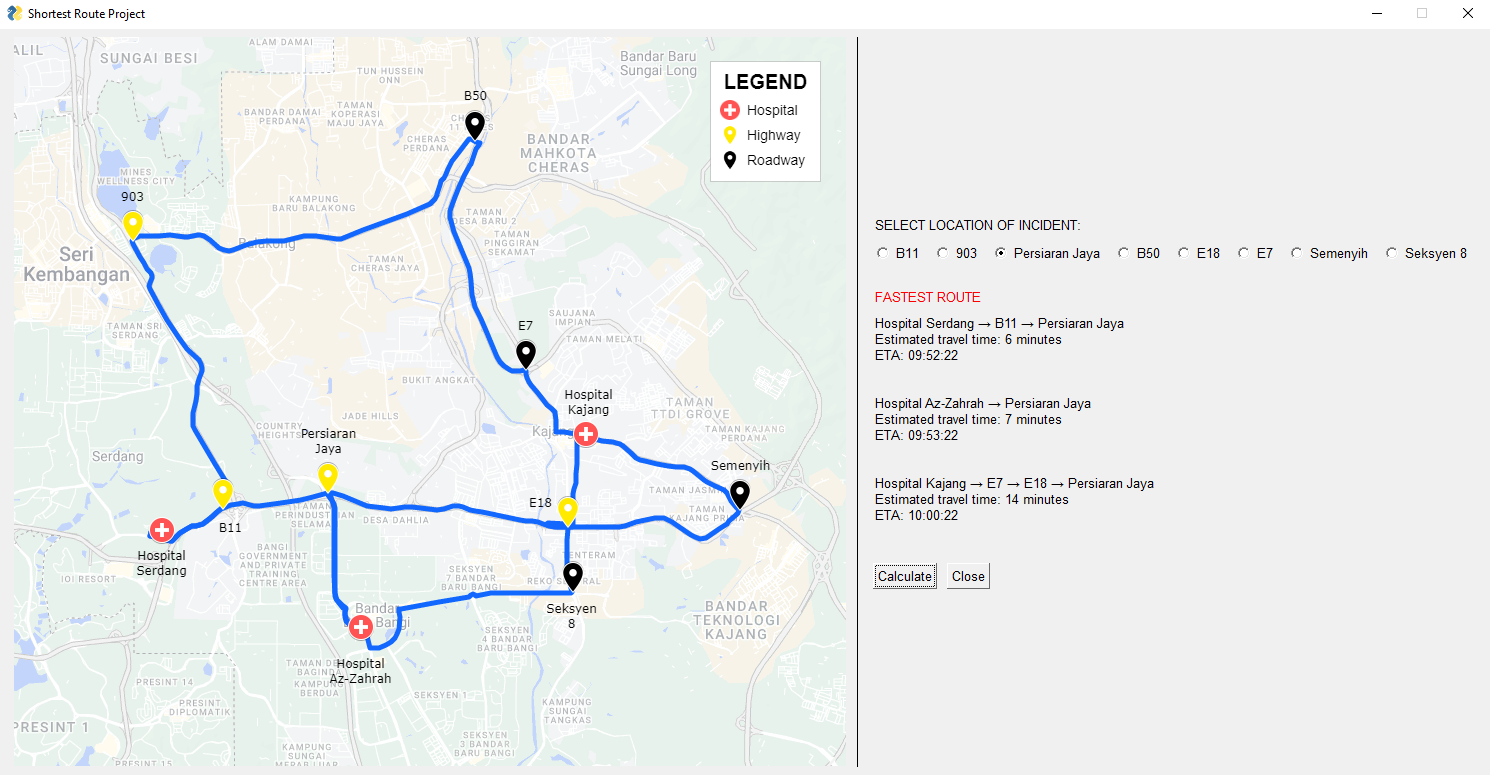 Shortest Route Project
SUNGAI BESI
ALAM DAMAI
Bandar Baru
Sungai Long
TUN HUSSEIN
ONN
LEGEND
Hospital
Highway
Roadway
B50
BANDAR DAMAI
PERDANA
TAMAN
KOPERASI
MAJU JAYA
CHERAS
PERDANA
BANDAR
MAHKOTA
CHERAS
MINES
WELLNESS CITY
903
KAMPUNG
BARU BALAKONG
TAMAN
DESA BARU 2
Balakong
TAMAN
PINGGIRAN
SEKAMAT
Seri
Kembangan
TAMAN
CHERAS JAYA
TAMAN SRI
SERDANG
SAUJANA
IMPIAN
E7
TAMAN MELATI
BUKIT ANGKAT
Hospital
Kajang
TAMAN
TTDI GROVE
JADE HILLS
COUNTRY
HEIGHTS
Persiaran
Jaya
Kajang
TAMAN KAJANG
PERDANA
Serdang
Semenyih
TAMAN JASMIN
E18
TAMAN
PERINDUSTRIAN
SELAMAN
DESA DAHLIA
TAMAN
KAJANG PRIMA
B11
Hospital
Serdang
BANGI
GOVERNMENT
AND PRIVATE
TRAINING
CENTRE AREA
TENTERAM
IOI RESORT
SEKSYEN
7 BANDAR
BARU BANGI
REKO SENTRAL
Seksyen
8
Bandar
Bangi
BANDAR
TEKNOLOGI
KAJANG
SEKSYEN
4 BANDAR
BARU BANGI
Hospital
Az-Zahrah
KAMPUNG
BERDUA
PRESINT 14
PRESINT
DIPLOMATIK
SEKSYEN 1
KAMPUNG
SUNGAI
TANGKAS
PRESINT 1
SEKSYEN
3 BANDAR
BARU BANGI
KAMPUNG
SUNGAI
PRESINT 15
SELECT LOCATION OF INCIDENT:
B11 903 Persiaran Jaya B50 E18 E7 Semenyih Seksyen 8
FASTEST ROUTE
Hospital Serdang → B11 → Persiaran Jaya
Estimated travel time: 6 minutes
ETA: 09:52:22
Hospital Az-Zahrah → Persiaran Jaya
Estimated travel time: 7 minutes
ETA: 09:53:22
Hospital Kajang → E7 → E18 → Persiaran Jaya
Estimated travel time: 14 minutes
ETA: 10:00:22
Calculate Close